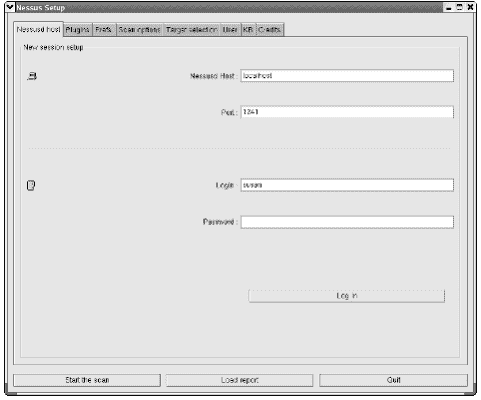 Nessus Setup
Nessusd host Plugins Prefs. Scan options Target selection User KB Credits
New session setup
Nessusd Host : localhost
Port : 1241
Login
Password :
Log in
Start the scan Load report Quit